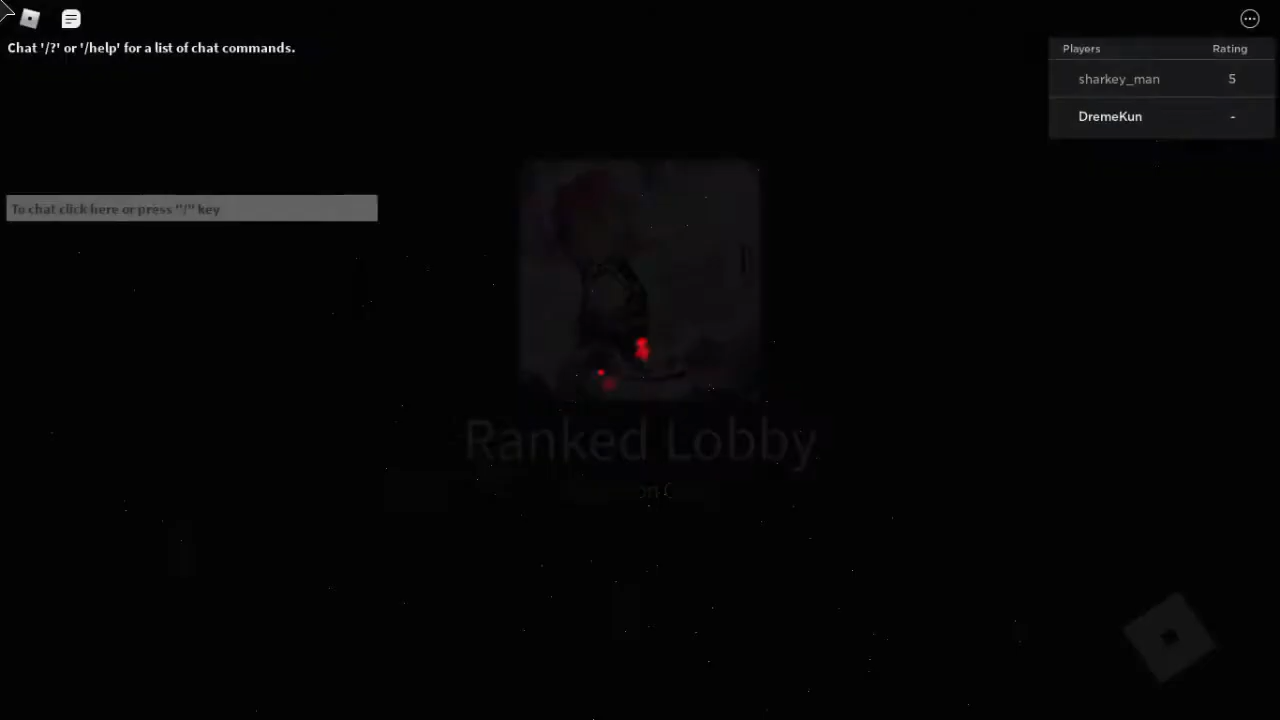 Chat '/?' or '/help' for a list of chat commands.
Players Rating
sharkey_man 5
DremeKun -
To chat click here or press "/" key
Ranked Lobby